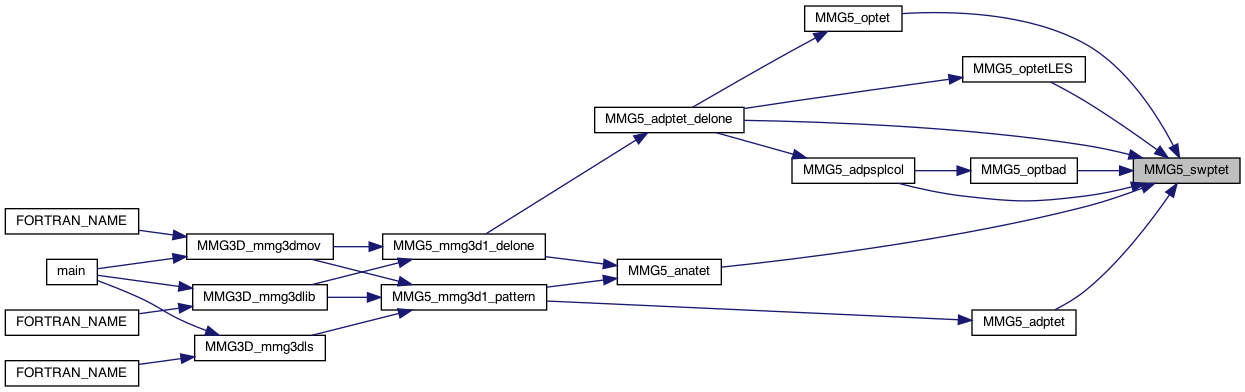 MMG5_optet
MMG5_optetLES
MMG5_adptet_delone
MMG5_adpsplcol
MMG5_optbad
MMG5_swptet
FORTRAN_NAME
MMG3D_mmg3dmov
MMG5_mmg3d1_delone
main
MMG5_anatet
MMG3D_mmg3dlib
MMG5_mmg3d1_pattern
FORTRAN_NAME
MMG5_adptet
MMG3D_mmg3dls
FORTRAN_NAME